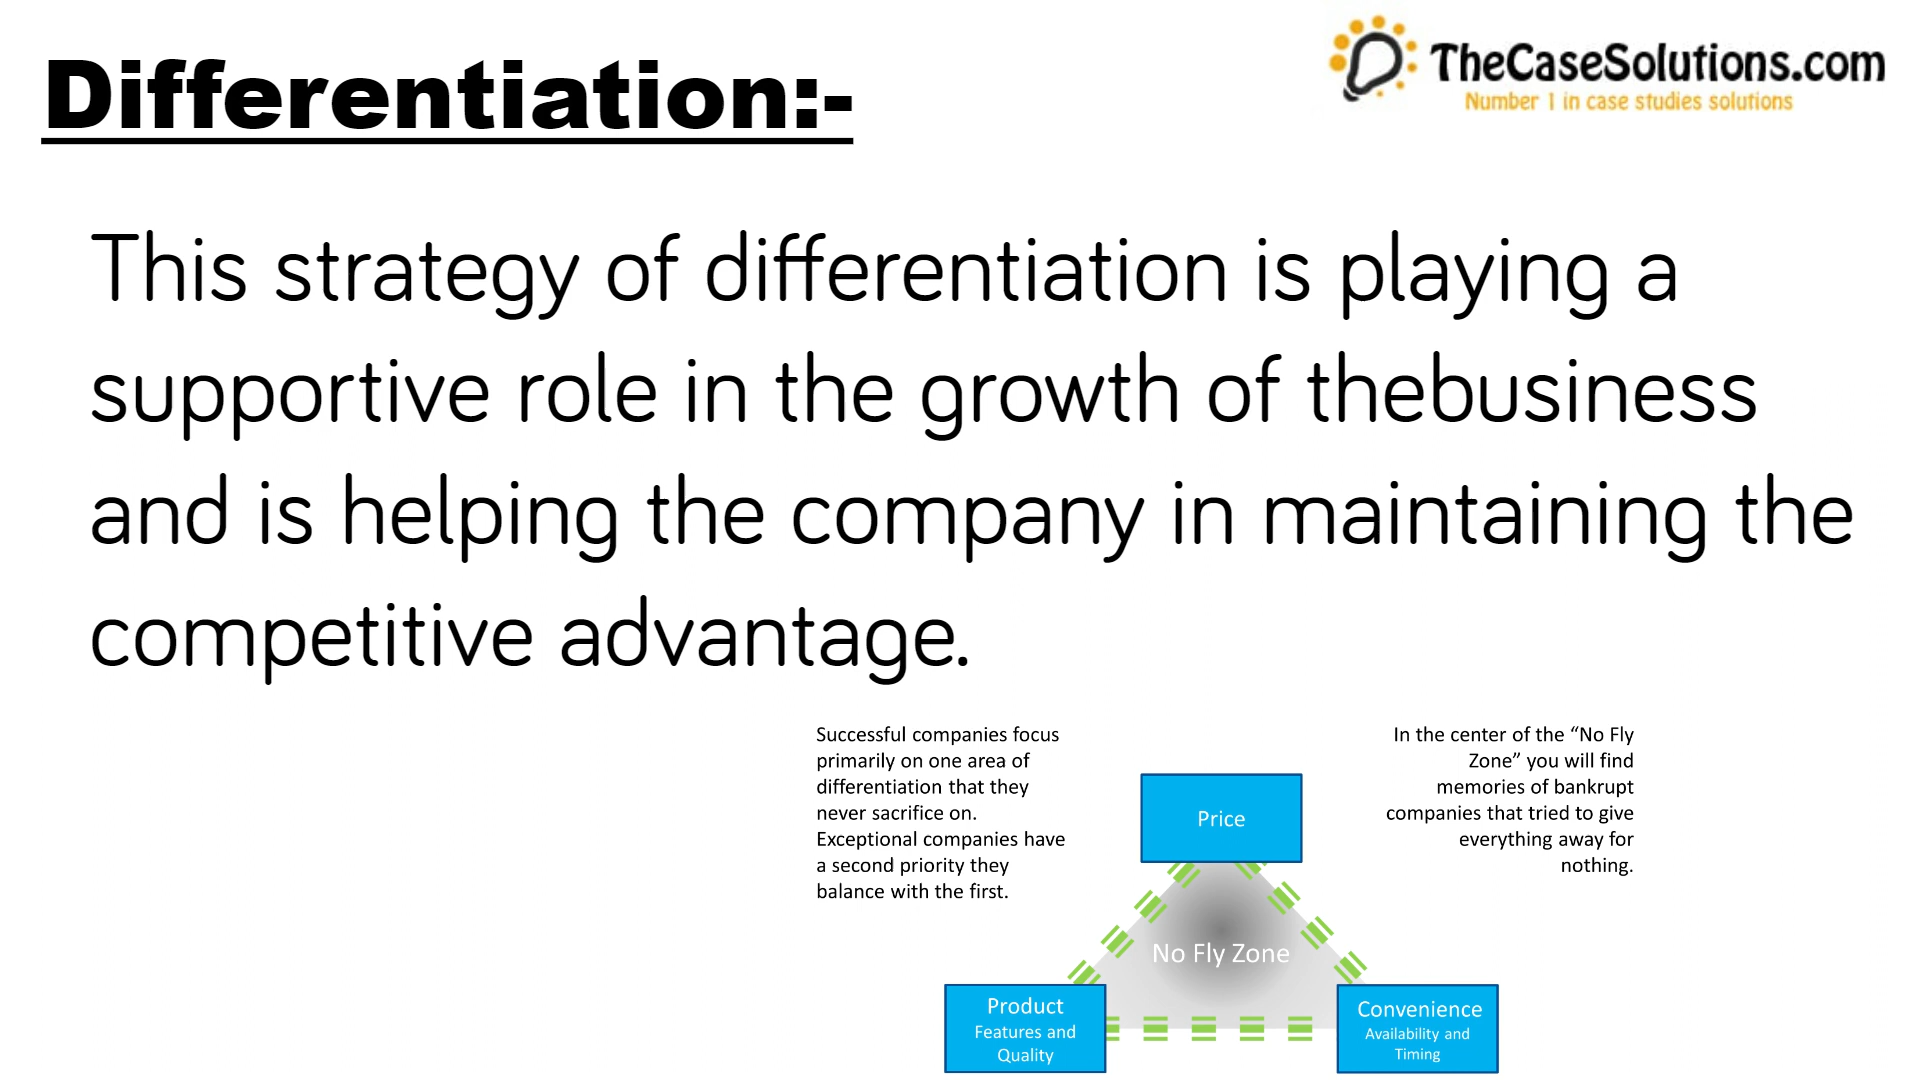 Differentiation:-
TheCaseSolutions.com
Number 1 in case studies solutions
This strategy of differentiation is playing a
supportive role in the growth of thebusiness
and is helping the company in maintaining the
competitive advantage.
Successful companies focus
primarily on one area of
differentiation that they
never sacrifice on.
Exceptional companies have
a second priority they
balance with the first.
In the center of the “No Fly
Zone” you will find
memories of bankrupt
companies that tried to give
everything away for
nothing.
Price
No Fly Zone
Product
Features and
Quality
Convenience
Availability and
Timing